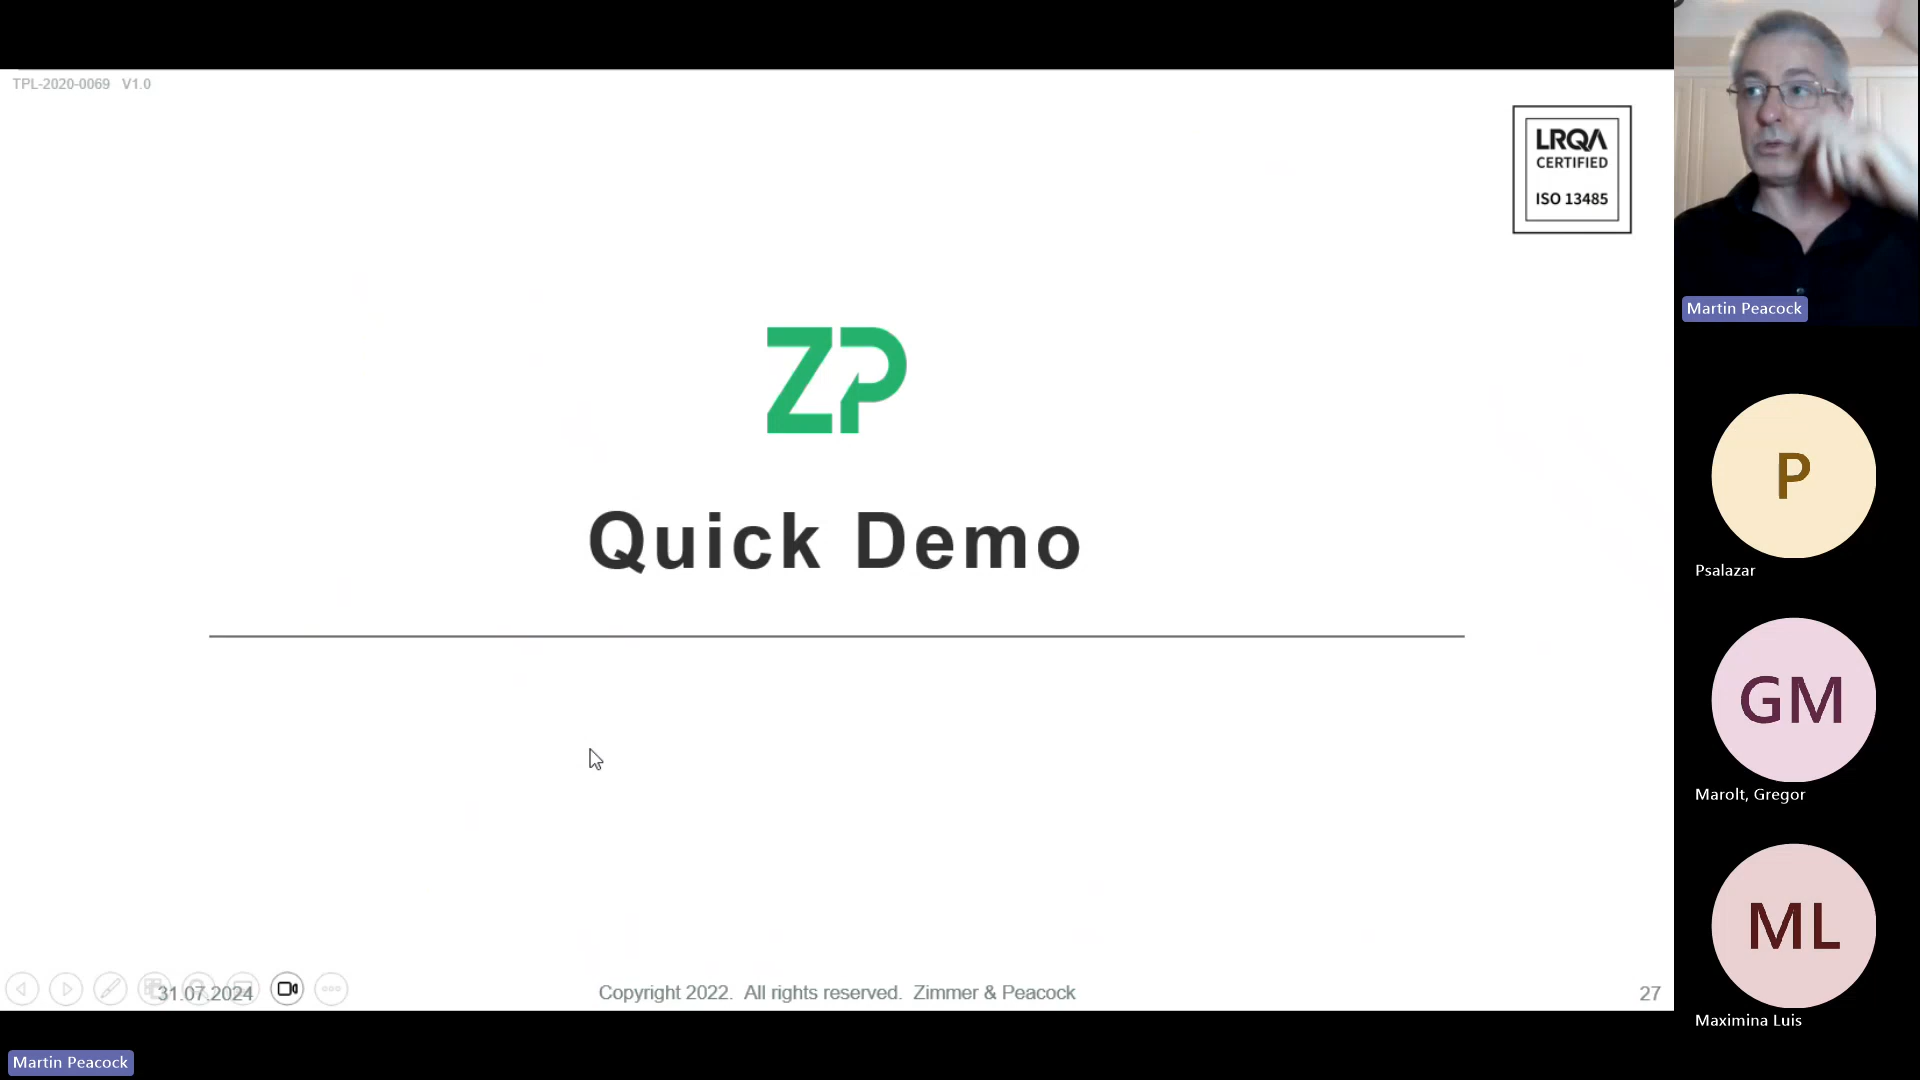 TPL-2020-0069 V1.0
LRQA
CERTIFIED
ISO 13485
ZP
Quick Demo
31.07.2024
Copyright 2022. All rights reserved. Zimmer & Peacock
27
Martin Peacock
Martin Peacock
P
Psalazar
GM
Marolt, Gregor
ML
Maximina Luis